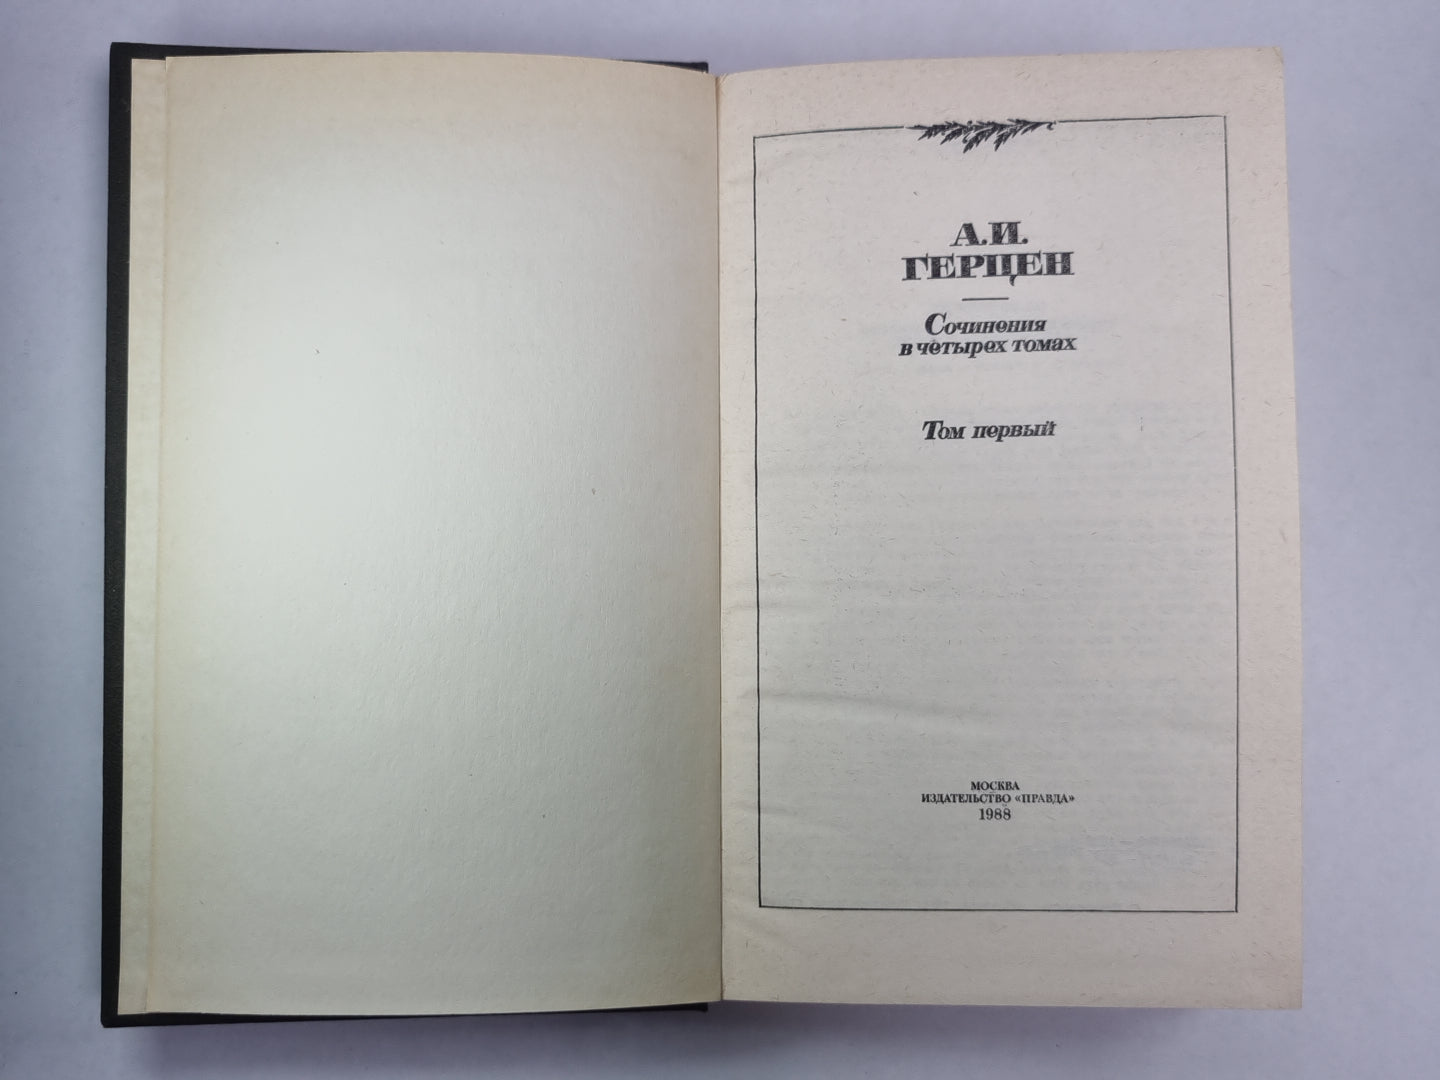 А.И.
ГЕРЦЕН
Сочинения
в четырех томах
Том первый
МОСКВА
ИЗДАТЕЛЬСТВО «ПРАВДА»
1988